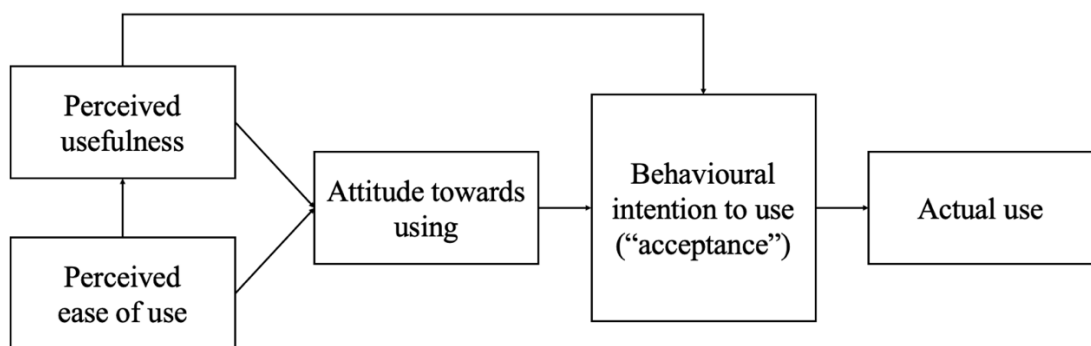 Perceived
usefulness
Perceived
ease of use
Attitude towards
using
Behavioural
intention to use
(“acceptance”)
Actual use